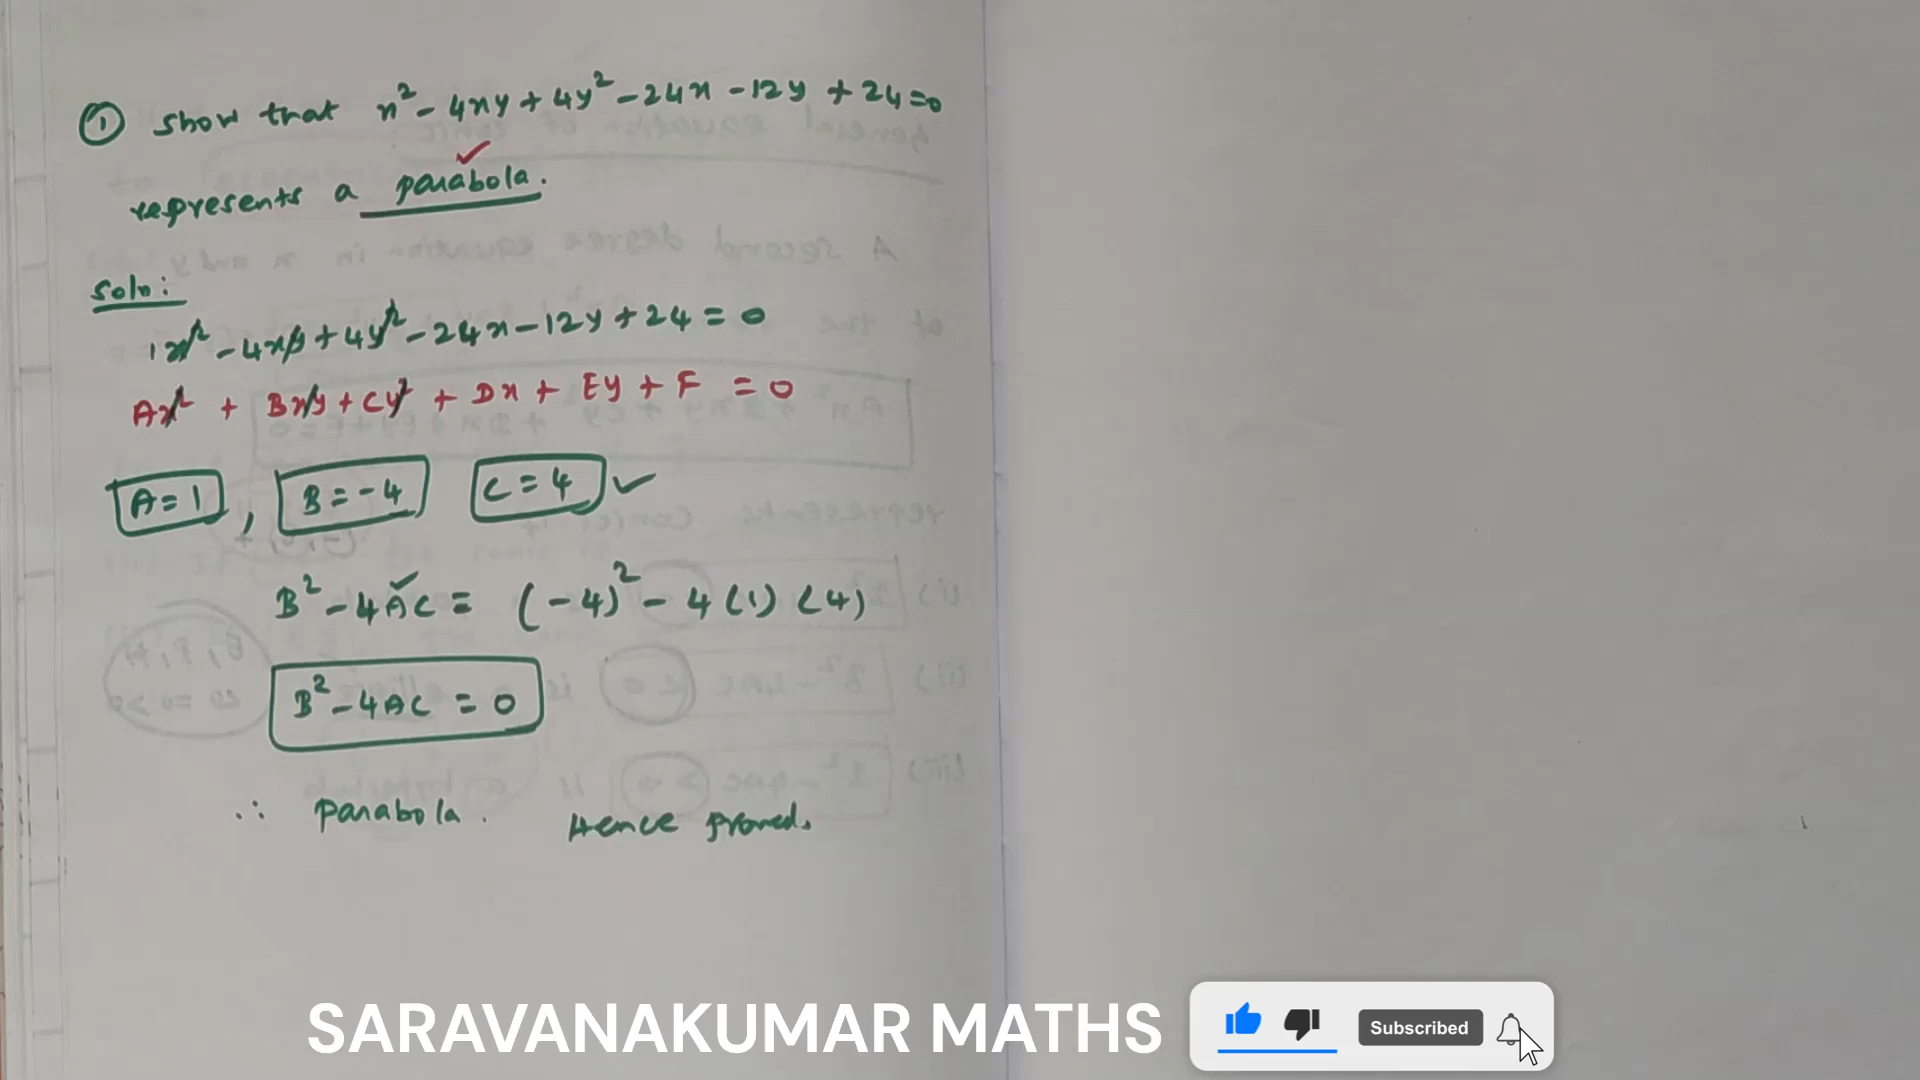 ① Show that x² - 4xy + 4y² - 24x - 12y + 24 = 0
represents a parabola.
Soln:
1x² - 4xy + 4y² - 24x - 12y + 24 = 0
Ax² + Bxy + Cy² + Dx + Ey + F = 0
A = 1 , B = -4 C = 4 ✓
B² - 4AC = (-4)² - 4(1)(4)
B² - 4AC = 0
∴ Parabola. Hence proved.
SARAVANAKUMAR MATHS
Subscribed